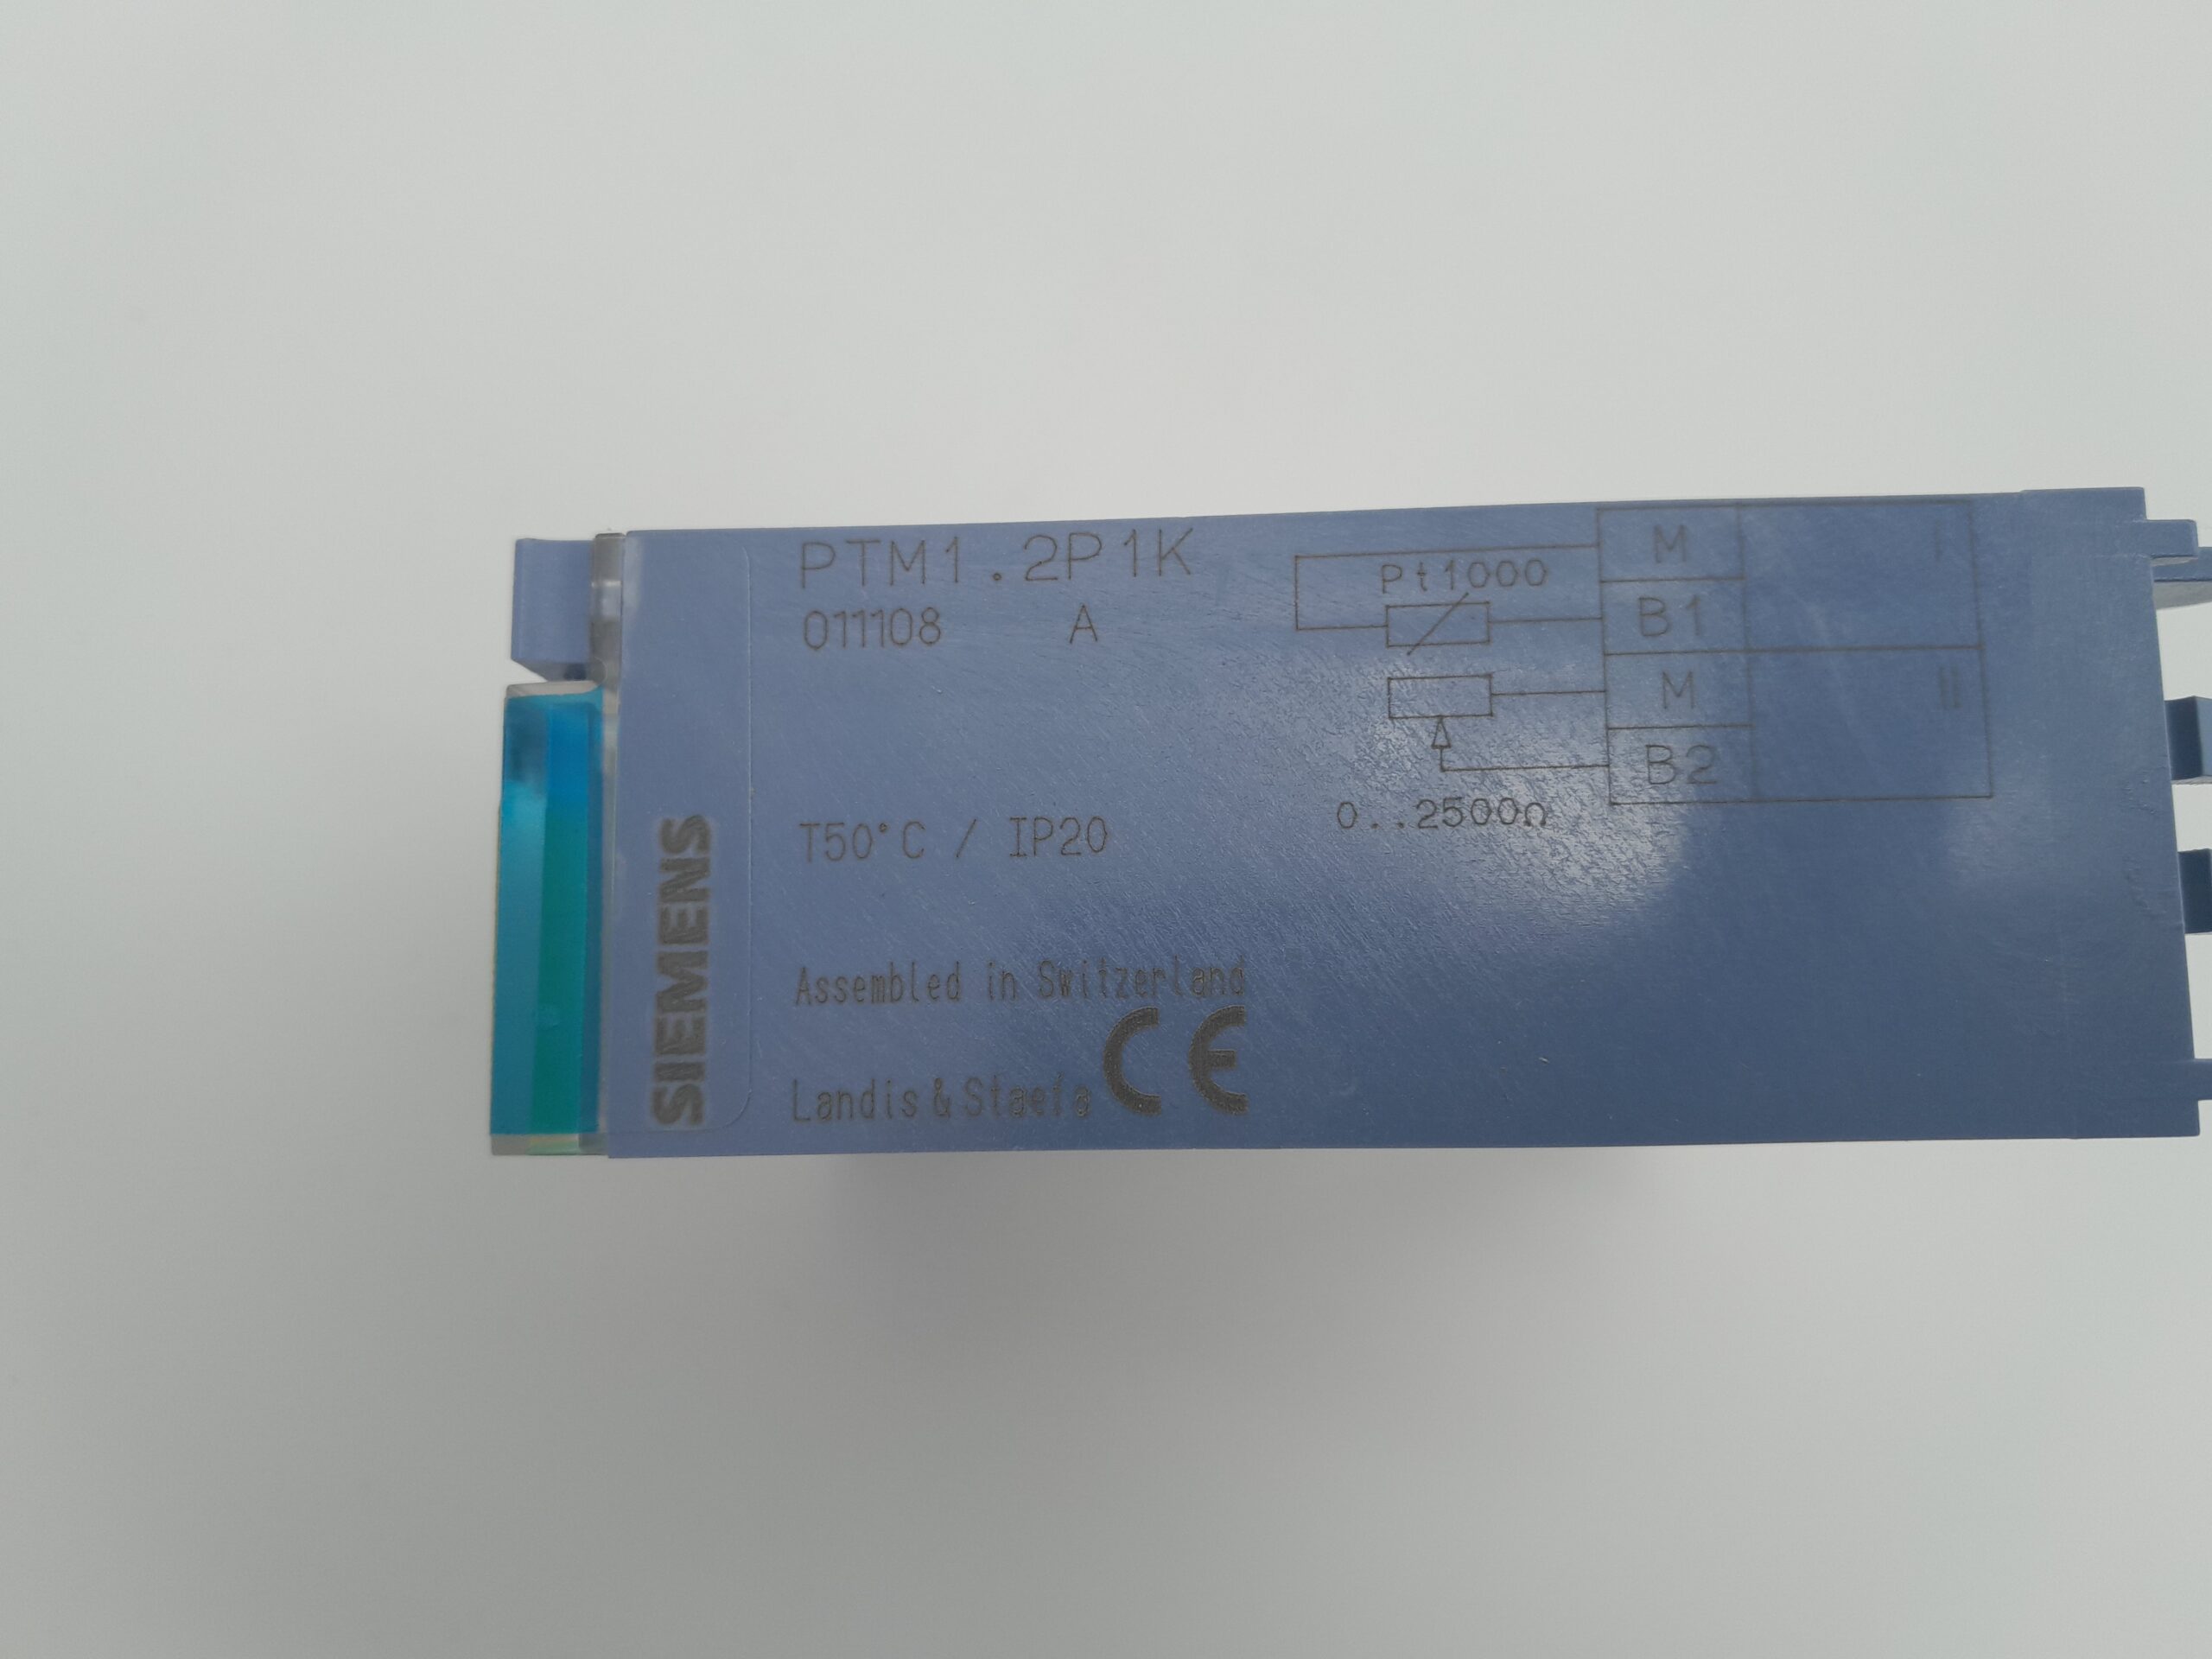 PTM1.2P1K
011108 A
T50°C / IP20
Assembled in Switzerland
Landis & Staefa CE
SIEMENS
Pt1000
0..2500Ω
M I
B1
M II
B2